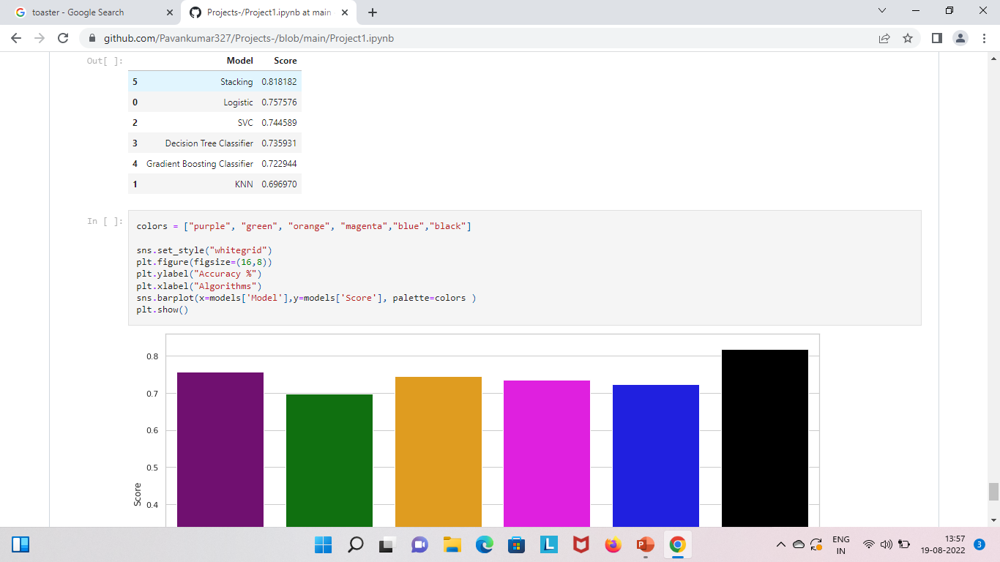 toaster - Google Search
Projects-/Project1.ipynb at main
github.com/Pavankumar327/Projects-/blob/main/Project1.ipynb
Out[ ]:
Model Score
5 Stacking 0.818182
0 Logistic 0.757576
2 SVC 0.744589
3 Decision Tree Classifier 0.735931
4 Gradient Boosting Classifier 0.722944
1 KNN 0.696970
In [ ]:
colors = ["purple", "green", "orange", "magenta","blue","black"]
sns.set_style("whitegrid")
plt.figure(figsize=(16,8))
plt.ylabel("Accuracy %")
plt.xlabel("Algorithms")
sns.barplot(x=models['Model'],y=models['Score'], palette=colors )
plt.show()
0.8
0.7
0.6
0.5
0.4
Score
L
P
ENG
IN
13:57
19-08-2022
3